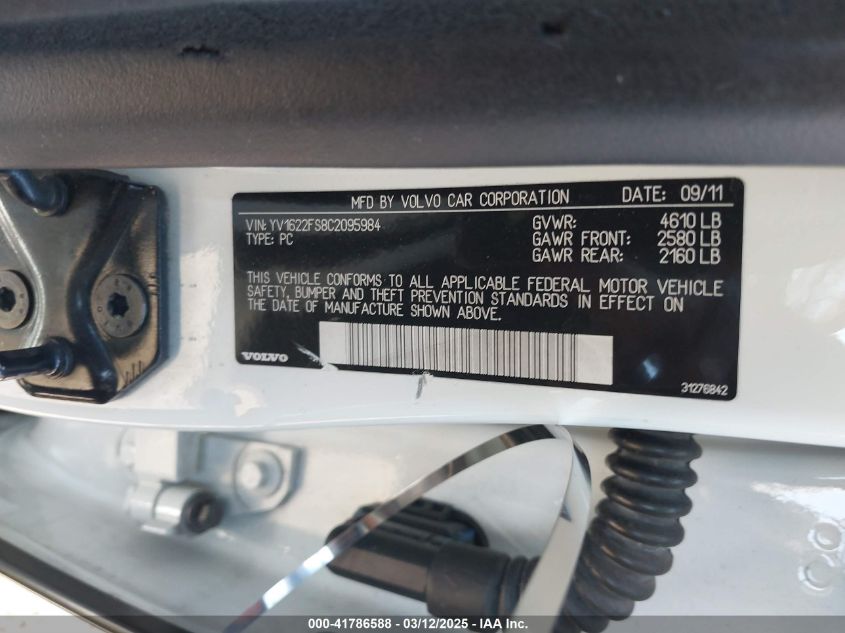 MFD BY VOLVO CAR CORPORATION DATE: 09/11
VIN: YV1622FS8C2095984 GVWR: 4610 LB
TYPE: PC GAWR FRONT: 2580 LB
GAWR REAR: 2160 LB
THIS VEHICLE CONFORMS TO ALL APPLICABLE FEDERAL MOTOR VEHICLE
SAFETY, BUMPER AND THEFT PREVENTION STANDARDS IN EFFECT ON
THE DATE OF MANUFACTURE SHOWN ABOVE.
VOLVO
31276842
000-41786588 - 03/12/2025 - IAA Inc.